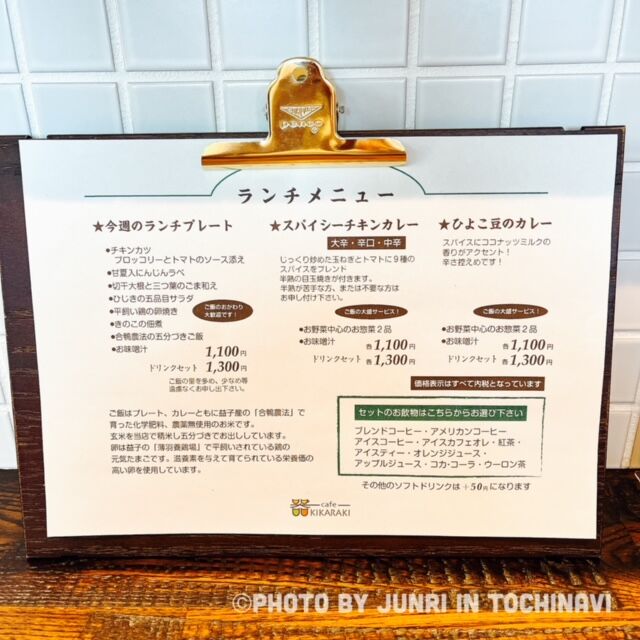 penco
ランチメニュー
★今週のランチプレート
●チキンカツ
ブロッコリーとトマトのソース添え
●甘夏入にんじんラペ
●切干大根と三つ葉のごま和え
●ひじきの五品目サラダ
●平飼い鶏の卵焼き
●きのこの佃煮
●合鴨農法の五分づきご飯
●お味噌汁
ご飯のおかわり
大歓迎です！
1,100円
ドリンクセット 1,300円
ご飯の量を多め、少なめ等
遠慮なくお申し出下さい。
★スパイシーチキンカレー
大辛・辛口・中辛
じっくり炒めた玉ねぎとトマトに９種の
スパイスをブレンド
半熟の目玉焼きが付きます。
半熟が苦手な方、または不要な方は
お申し付け下さい。
ご飯の大盛サービス！
●お野菜中心のお惣菜２品
●お味噌汁 各1,100円
ドリンクセット 各1,300円
★ひよこ豆のカレー
スパイスにココナッツミルクの
香りがアクセント！
辛さ控えめです！
ご飯の大盛サービス！
●お野菜中心のお惣菜２品
●お味噌汁 各1,100円
ドリンクセット 各1,300円
価格表示はすべて内税となっています
ご飯はプレート、カレーともに益子産の「合鴨農法」で
育った化学肥料、農薬無使用のお米です。
玄米を当店で精米し五分づきでお出ししています。
卵は益子の「薄羽養鶏場」で平飼いされている鶏の
元気たまごです。滋養素を与えて育てられている栄養価の
高い卵を使用しています。
セットのお飲物はこちらからお選び下さい
ブレンドコーヒー・アメリカンコーヒー
アイスコーヒー・アイスカフェオレ・紅茶・
アイスティー・オレンジジュース・
アップルジュース・コカ・コーラ・ウーロン茶
その他のソフトドリンクは＋50円になります
cafe
KIKARAKI
©PHOTO BY JUNRI IN TOCHINAVI